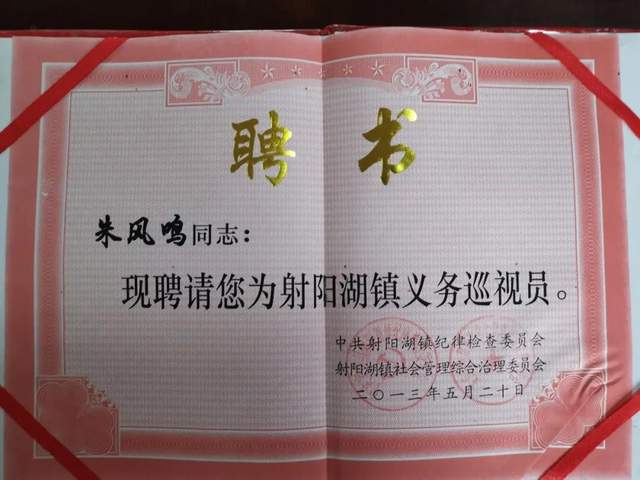 聘书
朱风鸣同志：
现聘请您为射阳湖镇义务巡视员。
中共射阳湖镇纪律检查委员会
射阳湖镇社会管理综合治理委员会
二〇一三年五月二十日